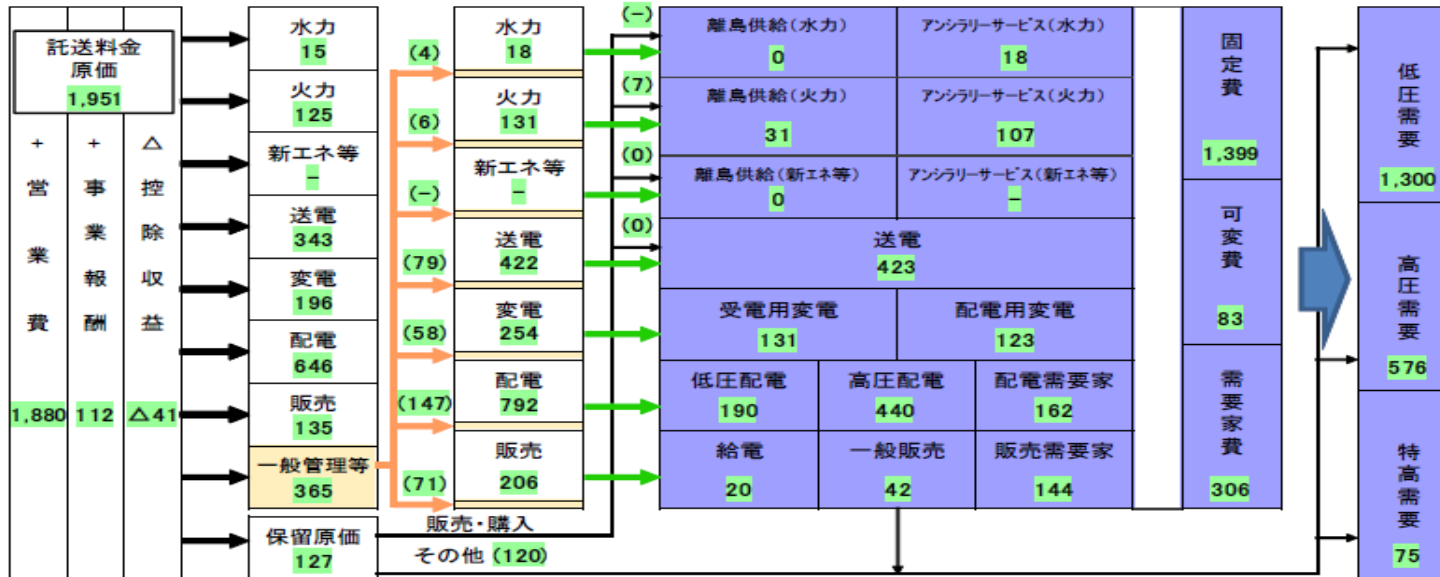 託送料金
原価
1,951
+ 営業費
1,880
+ 事業報酬
112
△ 控除収益
△41
水力
15
火力
125
新エネ等
–
送電
343
変電
196
配電
646
販売
135
一般管理等
365
保留原価
127
(4)
(6)
(-)
(79)
(58)
(147)
(71)
水力
18
火力
131
新エネ等
–
送電
422
変電
254
配電
792
販売
206
販売・購入
その他 (120)
(-)
(7)
(0)
(0)
離島供給(水力)
0
アンシラリーサービス(水力)
18
離島供給(火力)
31
アンシラリーサービス(火力)
107
離島供給(新エネ等)
0
アンシラリーサービス(新エネ等)
–
送電
423
受電用変電
131
配電用変電
123
低圧配電
190
高圧配電
440
配電需要家
162
給電
20
一般販売
42
販売需要家
144
固定費
1,399
可変費
83
需要家費
306
低圧需要
1,300
高圧需要
576
特高需要
75